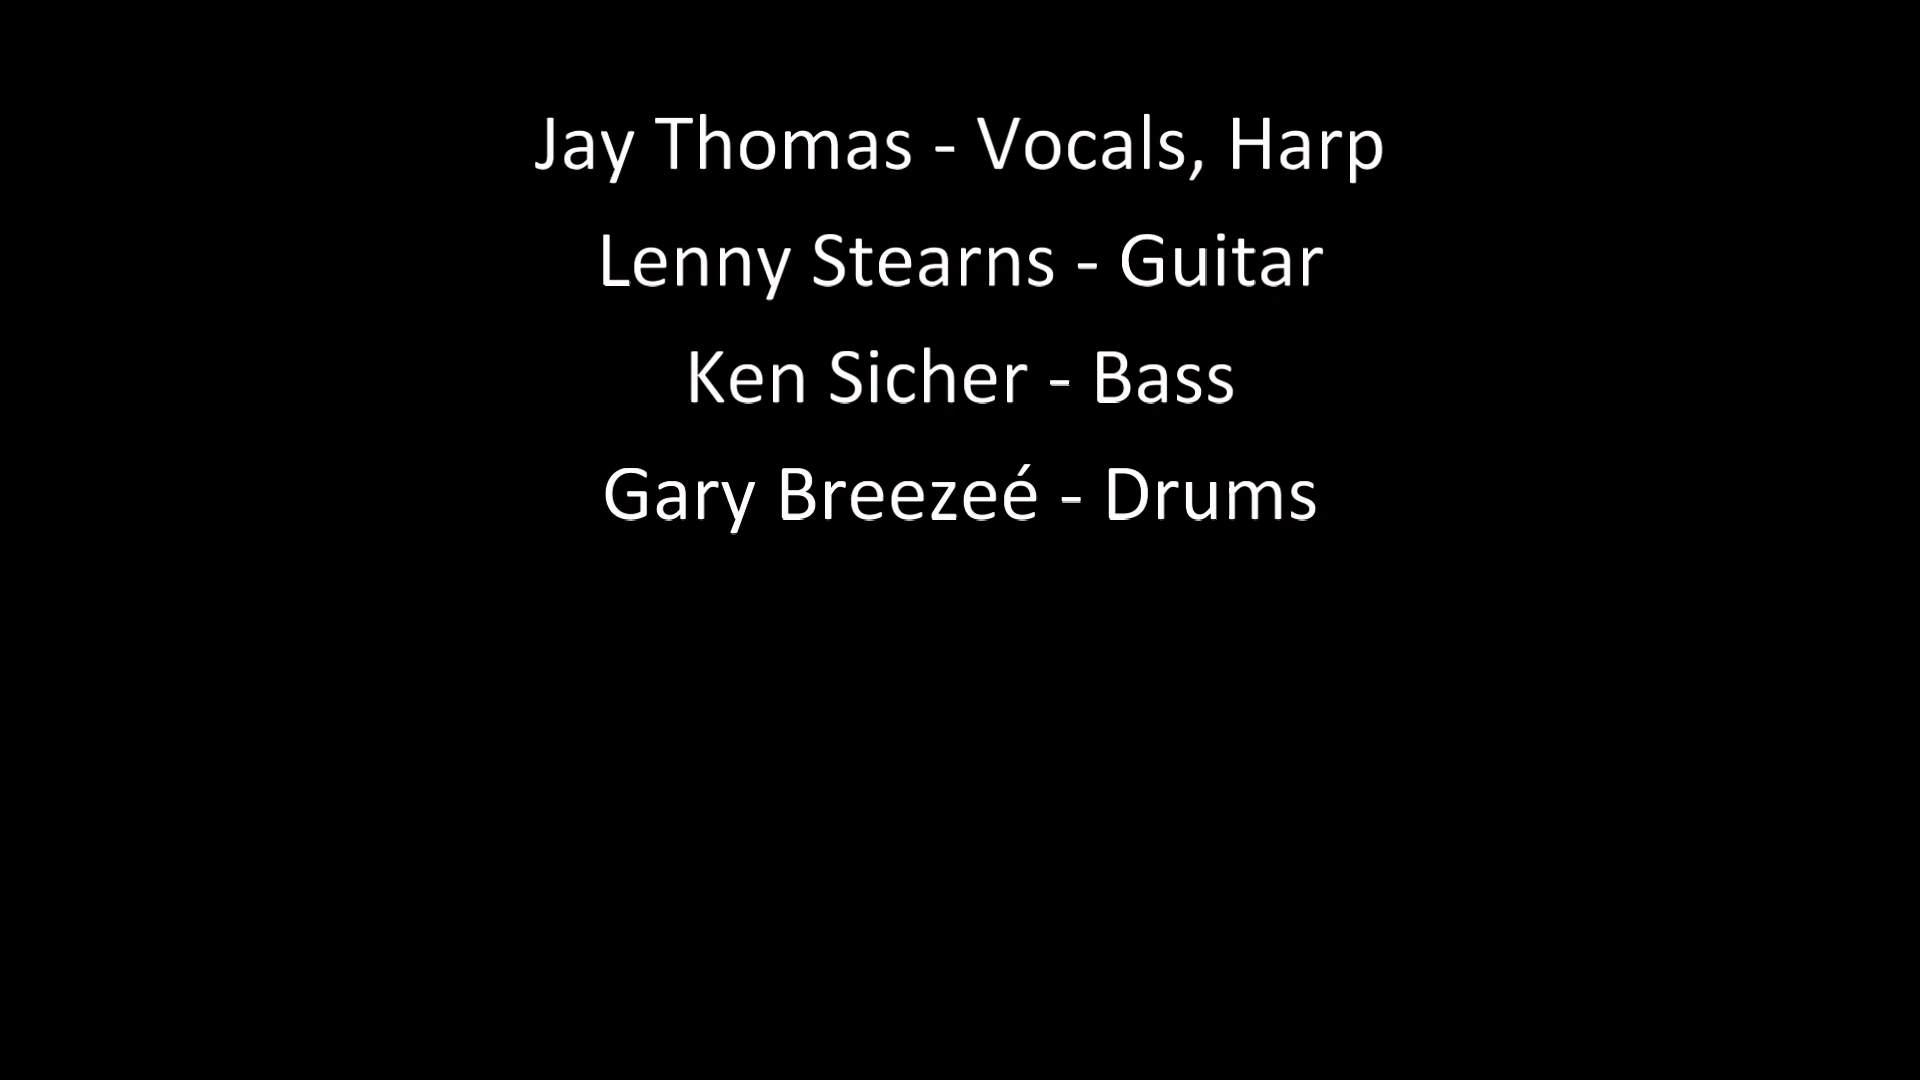 Jay Thomas - Vocals, Harp
Lenny Stearns - Guitar
Ken Sicher - Bass
Gary Breezeé - Drums